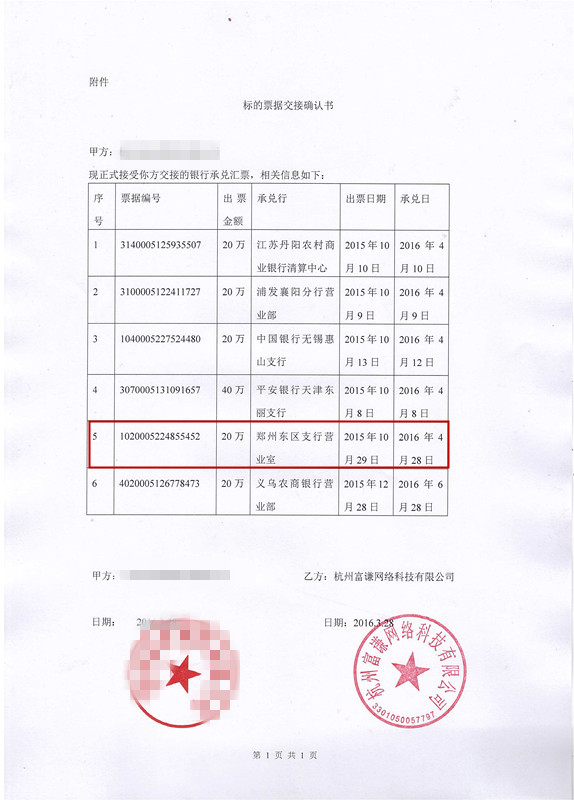 附件
标的票据交接确认书
甲方：
现正式接受你方交接的银行承兑汇票，相关信息如下：
序号 票据编号 出票金额 承兑行 出票日期 承兑日
1 3140005125935507 20万 江苏丹阳农村商业银行清算中心 2015年10月10日 2016年4月10日
2 3100005122411727 20万 浦发襄阳分行营业部 2015年10月9日 2016年4月9日
3 1040005227524480 20万 中国银行无锡惠山支行 2015年10月13日 2016年4月12日
4 3070005131091657 40万 平安银行天津东丽支行 2015年10月8日 2016年4月8日
5 1020005224855452 20万 郑州东区支行营业室 2015年10月29日 2016年4月28日
6 4020005126778473 20万 义乌农商银行营业部 2015年12月28日 2016年6月28日
甲方： 乙方：杭州富谦网络科技有限公司
日期： 20 日期：2016.3.28
杭州富谦网络科技有限公司
3301050057797
第 1 页 共 1 页